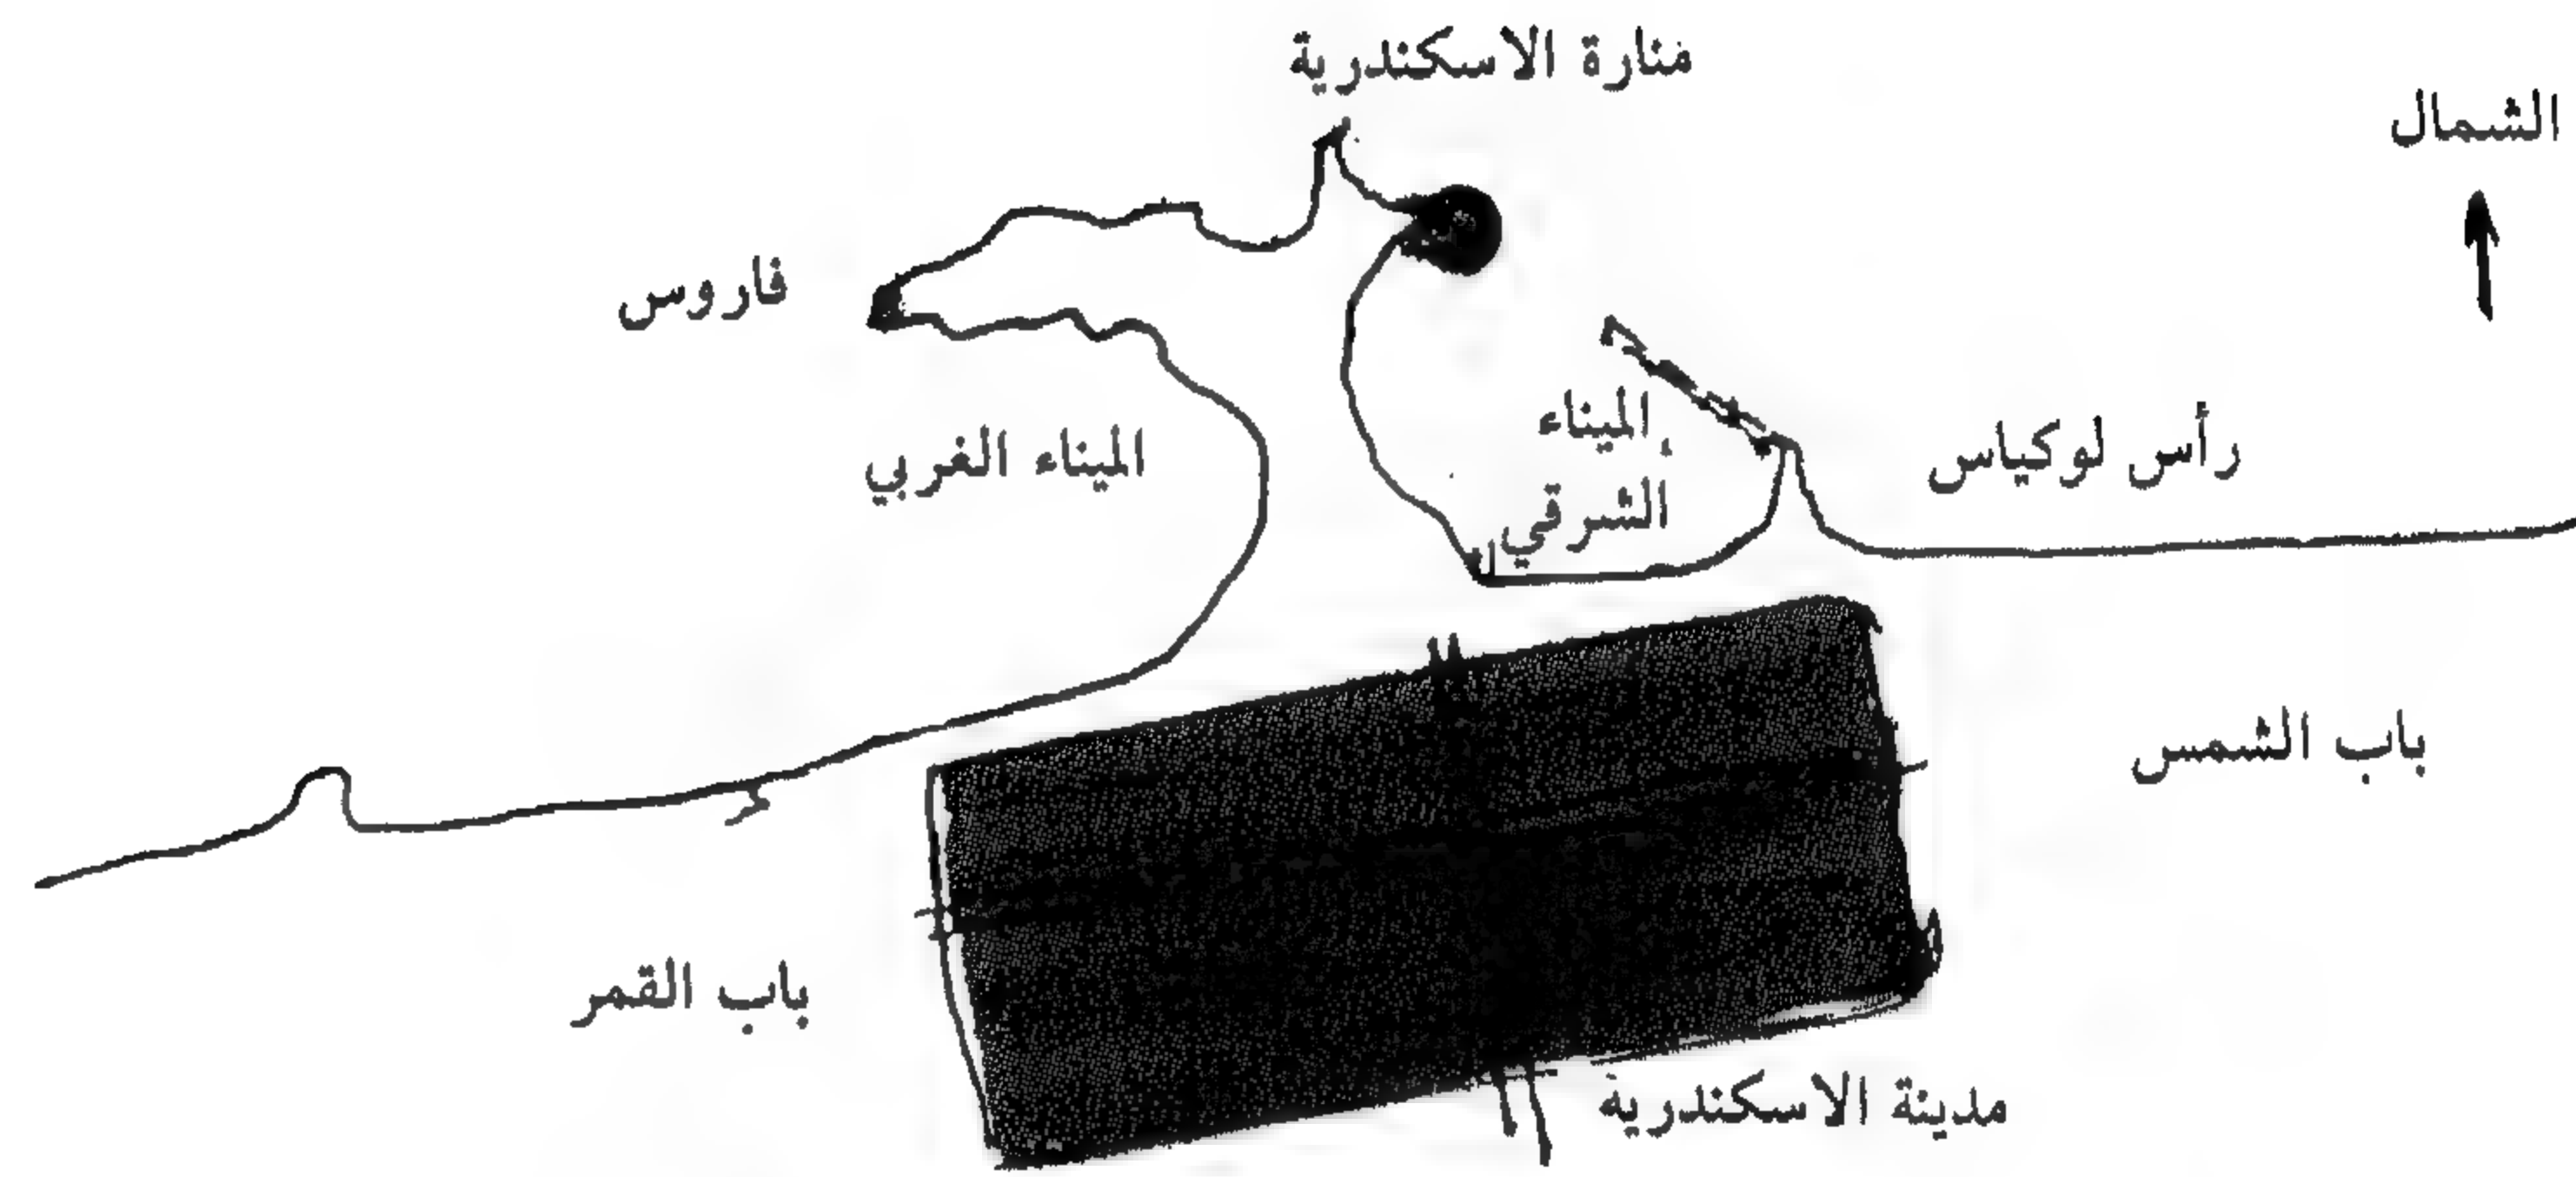 منارة الاسكندرية
الشمال
فاروس
الميناء الغربي
الميناء
الشرقي
رأس لوكياس
باب الشمس
باب القمر
مدينة الاسكندرية